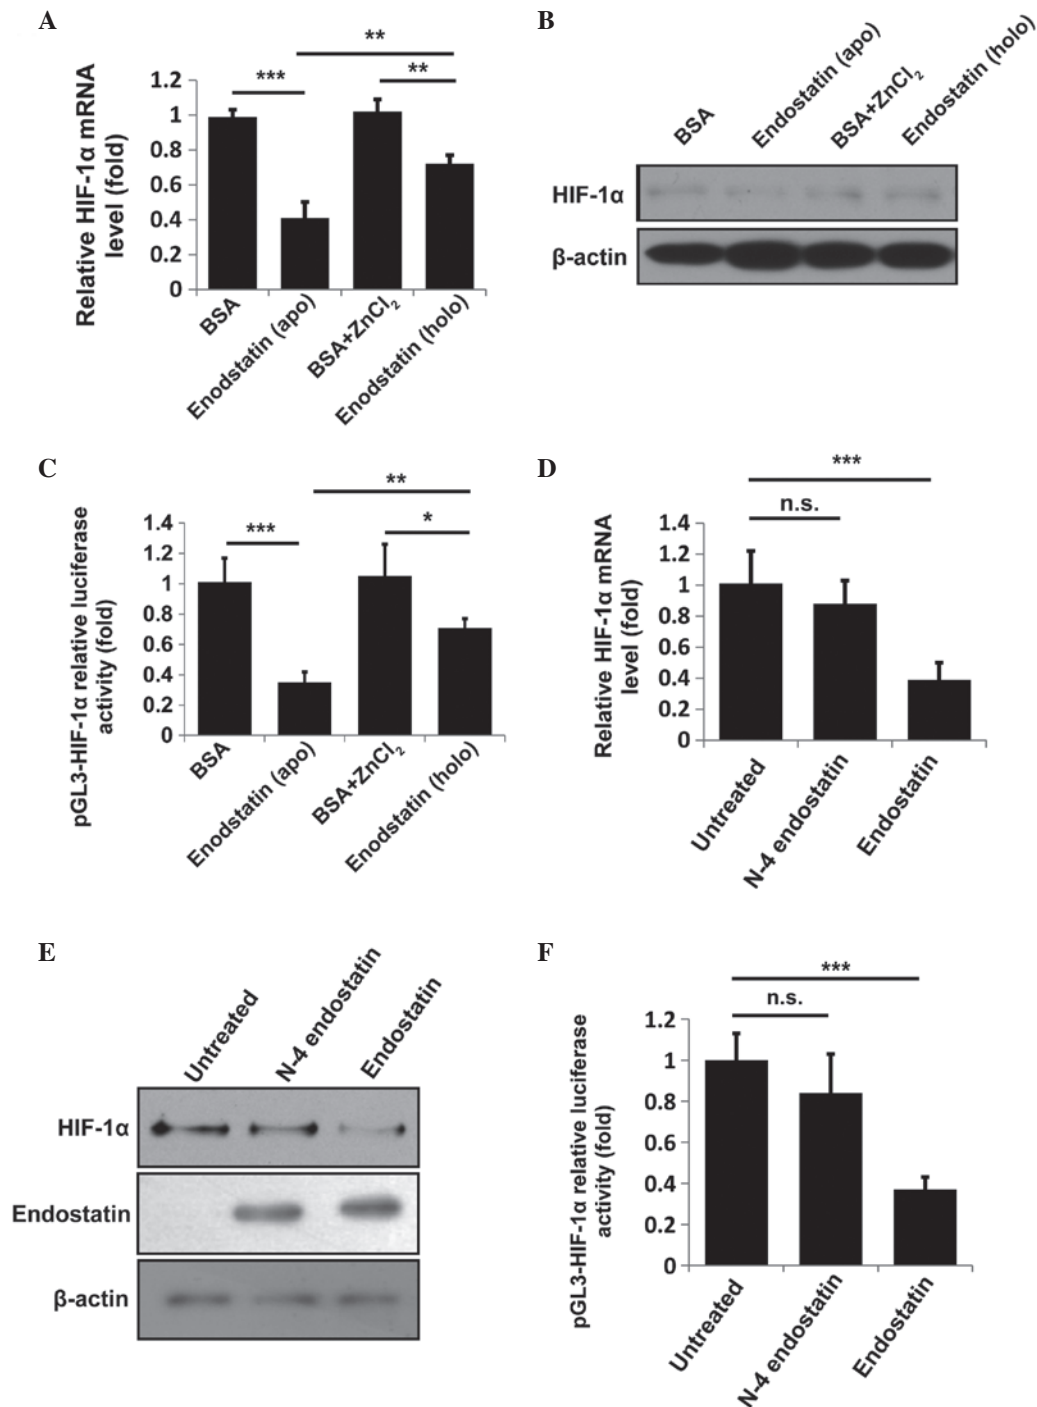 A
Relative HIF-1α mRNA
level (fold)
1.2
1
0.8
0.6
0.4
0.2
0
***
**
**
BSA
Enodstatin (apo)
BSA+ZnCl2
Enodstatin (holo)
B
BSA
Endostatin (apo)
BSA+ZnCl2
Endostatin (holo)
HIF-1α
β-actin
C
pGL3-HIF-1α relative luciferase
activity (fold)
1.4
1.2
1
0.8
0.6
0.4
0.2
0
***
**
*
BSA
Enodstatin (apo)
BSA+ZnCl2
Enodstatin (holo)
D
Relative HIF-1α mRNA
level (fold)
1.4
1.2
1
0.8
0.6
0.4
0.2
0
***
n.s.
Untreated
N-4 endostatin
Endostatin
E
Untreated
N-4 endostatin
Endostatin
HIF-1α
Endostatin
β-actin
F
pGL3-HIF-1α relative luciferase
activity (fold)
1.2
1
0.8
0.6
0.4
0.2
0
***
n.s.
Untreated
N-4 endostatin
Endostatin